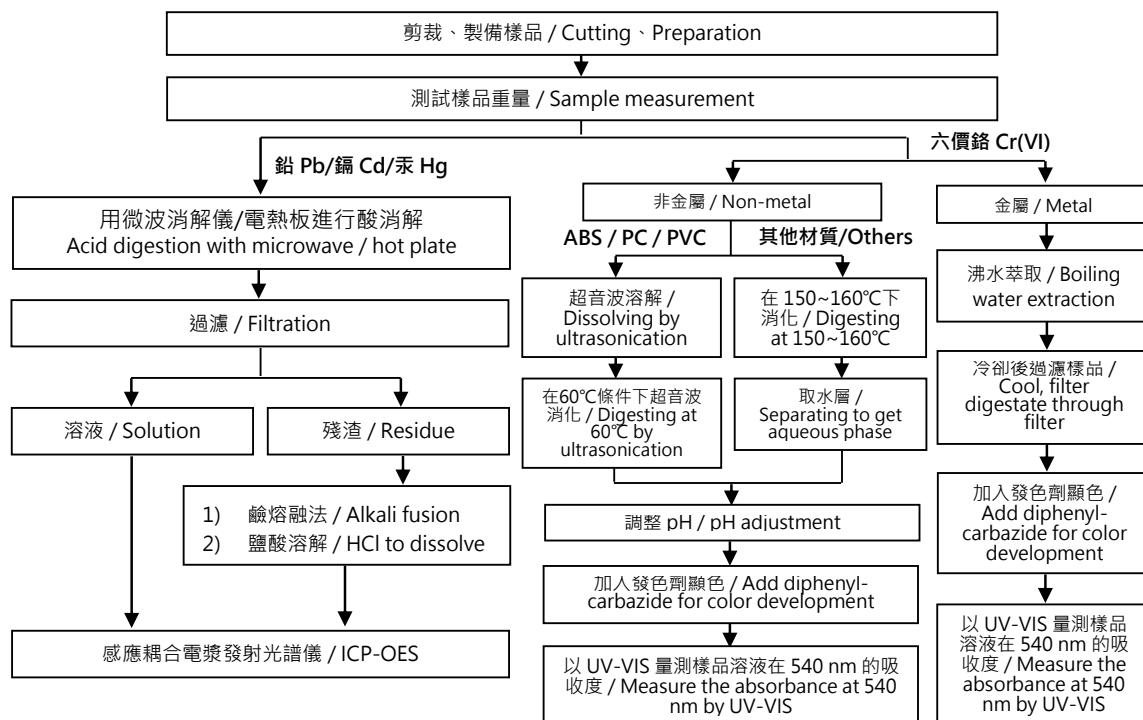 剪裁、製備樣品 / Cutting、Preparation
測試樣品重量 / Sample measurement
鉛 Pb/鎘 Cd/汞 Hg
六價鉻 Cr(VI)
用微波消解儀/電熱板進行酸消解
Acid digestion with microwave / hot plate
過濾 / Filtration
溶液 / Solution
殘渣 / Residue
1) 鹼熔融法 / Alkali fusion
2) 鹽酸溶解 / HCl to dissolve
感應耦合電漿發射光譜儀 / ICP-OES
非金屬 / Non-metal
ABS / PC / PVC
其他材質/Others
超音波溶解 /
Dissolving by
ultrasonication
在60℃條件下超音波
消化 / Digesting at
60℃ by
ultrasonication
在 150~160℃下
消化 / Digesting
at 150~160℃
取水層 /
Separating to get
aqueous phase
調整 pH / pH adjustment
加入發色劑顯色 / Add diphenyl-
carbazide for color development
以 UV-VIS 量測樣品溶液在 540 nm 的吸
收度 / Measure the absorbance at 540
nm by UV-VIS
金屬 / Metal
沸水萃取 / Boiling
water extraction
冷卻後過濾樣品 /
Cool, filter
digestate through
filter
加入發色劑顯色 /
Add diphenyl-
carbazide for color
development
以 UV-VIS 量測樣品
溶液在 540 nm 的吸
收度 / Measure the
absorbance at 540
nm by UV-VIS